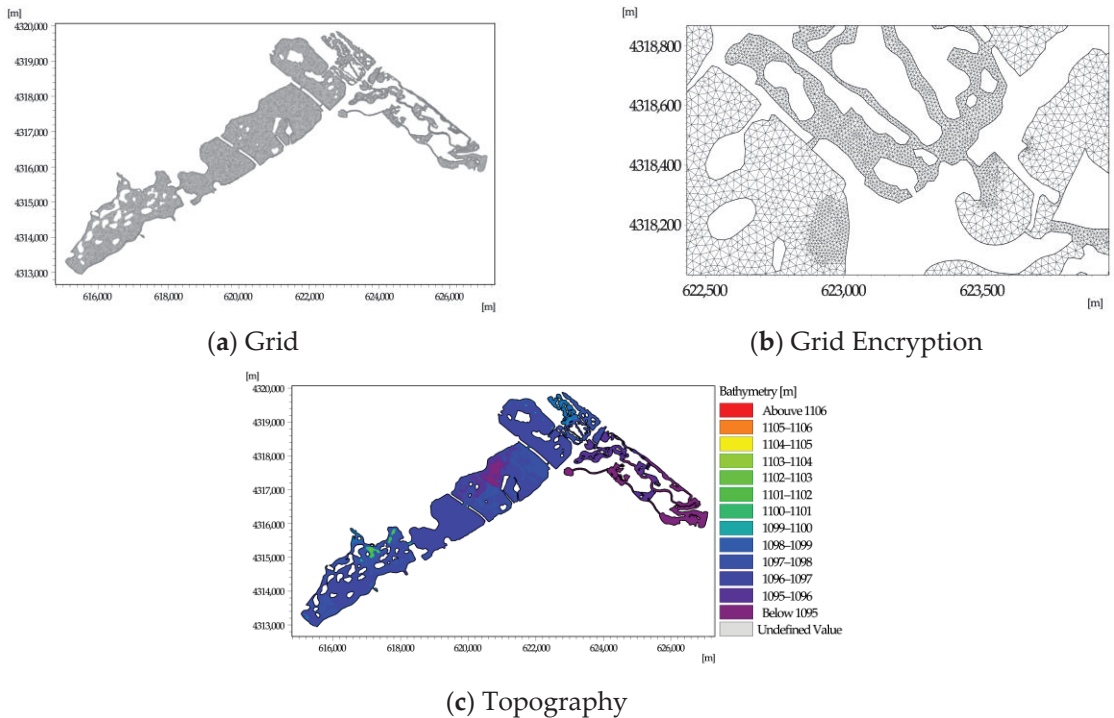 [m]
4320,000
4319,000
4318,000
4317,000
4316,000
4315,000
4314,000
4313,000
616,000 618,000 620,000 622,000 624,000 626,000
[m]
(a) Grid
[m]
4318,800
4318,600
4318,400
4318,200
622,500 623,000 623,500
[m]
(b) Grid Encryption
[m]
4320,000
4319,000
4318,000
4317,000
4316,000
4315,000
4314,000
4313,000
616,000 618,000 620,000 622,000 624,000 626,000
[m]
Bathymetry [m]
Abouve 1106
1105–1106
1104–1105
1103–1104
1102–1103
1101–1102
1100–1101
1099–1100
1098–1099
1097–1098
1096–1097
1095–1096
Below 1095
Undefined Value
(c) Topography